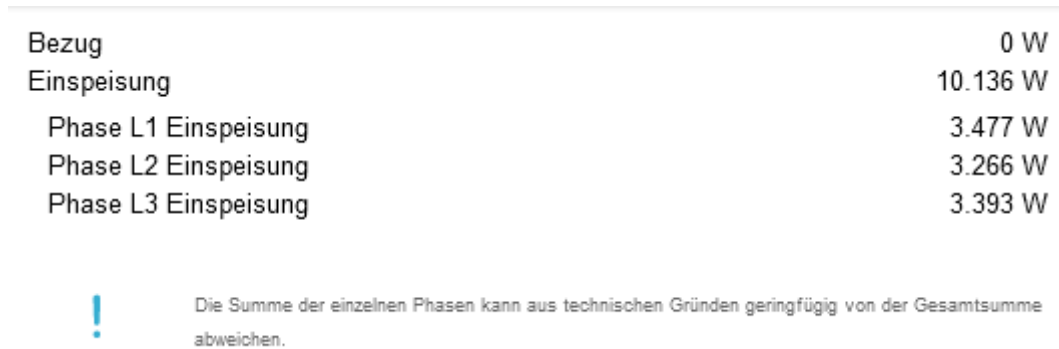 Bezug 0 W
Einspeisung 10.136 W
Phase L1 Einspeisung 3.477 W
Phase L2 Einspeisung 3.266 W
Phase L3 Einspeisung 3.393 W
! Die Summe der einzelnen Phasen kann aus technischen Gründen geringfügig von der Gesamtsumme
abweichen.